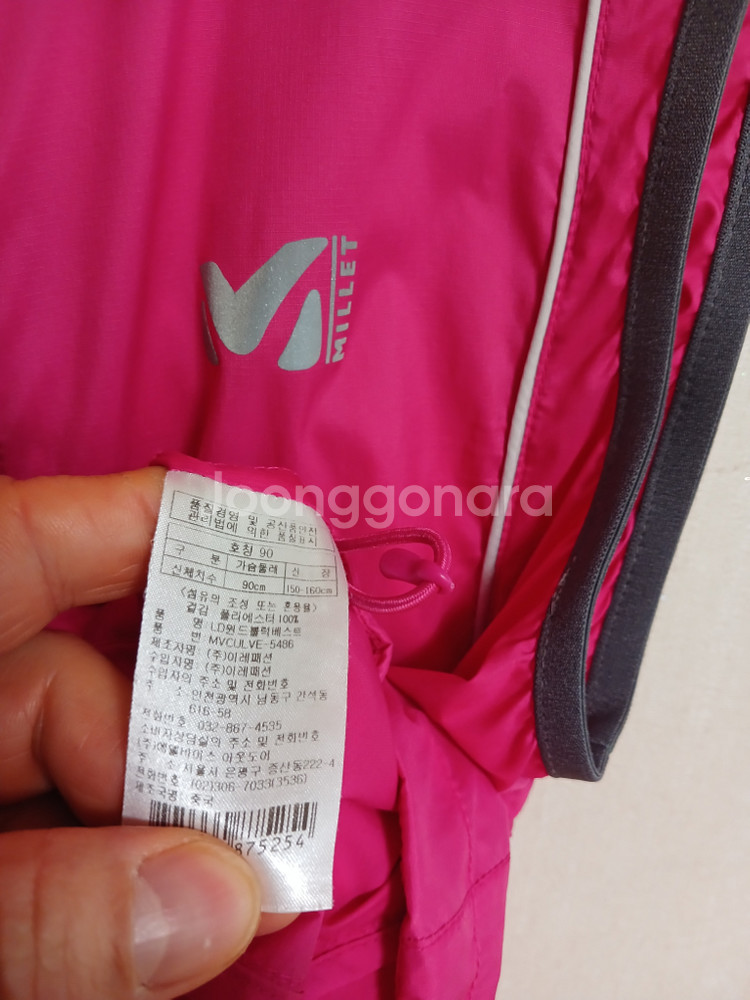 MILLET
loonggonara
품질경영 및 공산품안전
관리법에 의한 품질표시
호칭 90
구 분 가슴둘레 신 장
신체치수 90cm 150-160cm
<섬유의 조성 또는 혼용율>
겉감 폴리에스터 100%
품 명 LD윈드블럭베스트
품 번 MVCULVE-5486
제조자명 (주)이레패션
수입자명 (주)이레패션
수입자의 주소 및 전화번호
주 소 인천광역시 남동구 간석동
616-58
전화번호 032-867-4535
소비자상담실의 주소 및 전화번호
(주)에델바이스 아웃도어
주 소 서울시 은평구 증산동222-4
전화번호 (02)306-7033(3536)
제조국명 중국
875254